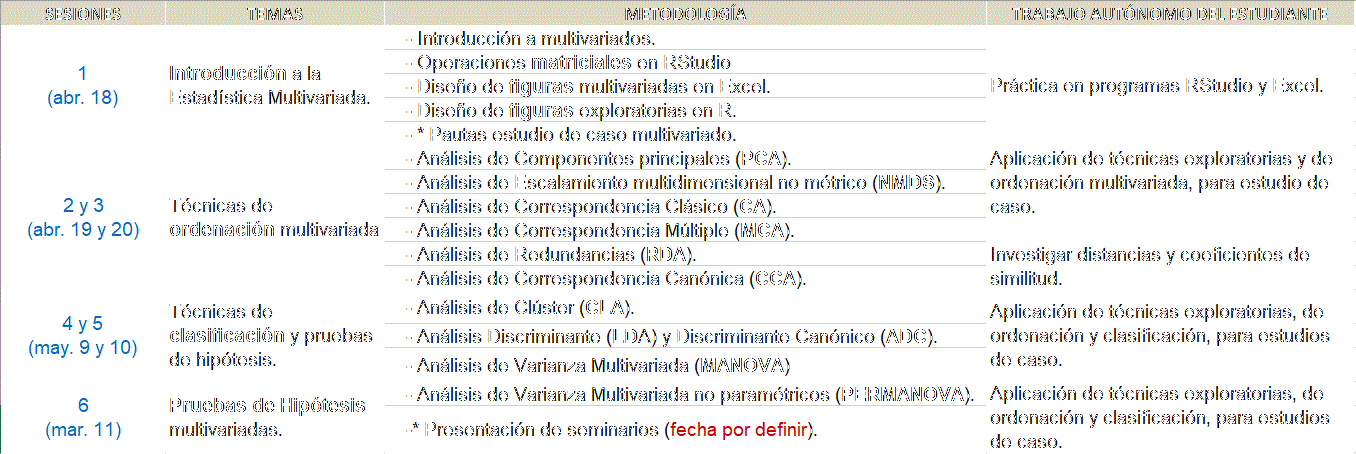 SESIONES TEMAS METODOLOGÍA TRABAJO AUTÓNOMO DEL ESTUDIANTE
1
(abr. 18)
Introducción a la
Estadística Multivariada.
·· Introducción a multivariados.
·· Operaciones matriciales en RStudio
·· Diseño de figuras multivariadas en Excel.
·· Diseño de figuras exploratorias en R.
·· * Pautas estudio de caso multivariado.
Práctica en programas RStudio y Excel.
2 y 3
(abr. 19 y 20)
Técnicas de
ordenación multivariada
·· Análisis de Componentes principales (PCA).
·· Análisis de Escalamiento multidimensional no métrico (NMDS).
·· Análisis de Correspondencia Clásico (CA).
·· Análisis de Correspondencia Múltiple (MCA).
·· Análisis de Redundancias (RDA).
·· Análisis de Correspondencia Canónica (CCA).
Aplicación de técnicas exploratorias y de
ordenación multivariada, para estudio de
caso.
Investigar distancias y coeficientes de
similitud.
4 y 5
(may. 9 y 10)
Técnicas de
clasificación y pruebas
de hipótesis.
·· Análisis de Clúster (CLA).
·· Análisis Discriminante (LDA) y Discriminante Canónico (ADC).
·· Análisis de Varianza Multivariada (MANOVA)
Aplicación de técnicas exploratorias, de
ordenación y clasificación, para estudios
de caso.
6
(mar. 11)
Pruebas de Hipótesis
multivariadas.
·· Análisis de Varianza Multivariada no paramétricos (PERMANOVA).
·* Presentación de seminarios (fecha por definir).
Aplicación de técnicas exploratorias, de
ordenación y clasificación, para estudios
de caso.